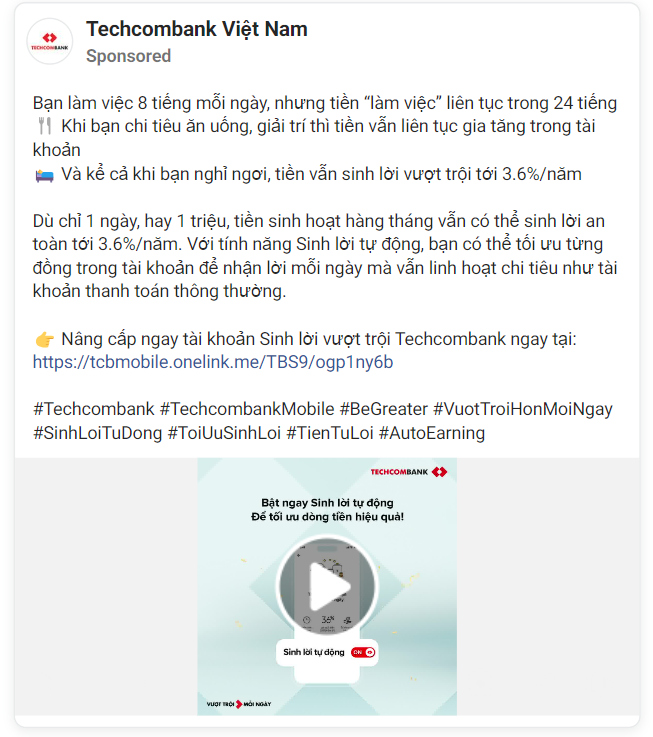 TECHCOMBANK
Techcombank Việt Nam
Sponsored
Bạn làm việc 8 tiếng mỗi ngày, nhưng tiền “làm việc” liên tục trong 24 tiếng
🍴 Khi bạn chi tiêu ăn uống, giải trí thì tiền vẫn liên tục gia tăng trong tài
khoản
🛌 Và kể cả khi bạn nghỉ ngơi, tiền vẫn sinh lời vượt trội tới 3.6%/năm
Dù chỉ 1 ngày, hay 1 triệu, tiền sinh hoạt hàng tháng vẫn có thể sinh lời an
toàn tới 3.6%/năm. Với tính năng Sinh lời tự động, bạn có thể tối ưu từng
đồng trong tài khoản để nhận lời mỗi ngày mà vẫn linh hoạt chi tiêu như tài
khoản thanh toán thông thường.
👉 Nâng cấp ngay tài khoản Sinh lời vượt trội Techcombank ngay tại:
https://tcbmobile.onelink.me/TBS9/ogp1ny6b
#Techcombank #TechcombankMobile #BeGreater #VuotTroiHonMoiNgay
#SinhLoiTuDong #ToiUuSinhLoi #TienTuLoi #AutoEarning
TECHCOMBANK
Bật ngay Sinh lời tự động
Để tối ưu dòng tiền hiệu quả!
Sinh lời tự động ON
VƯỢT TRỘI MỖI NGÀY